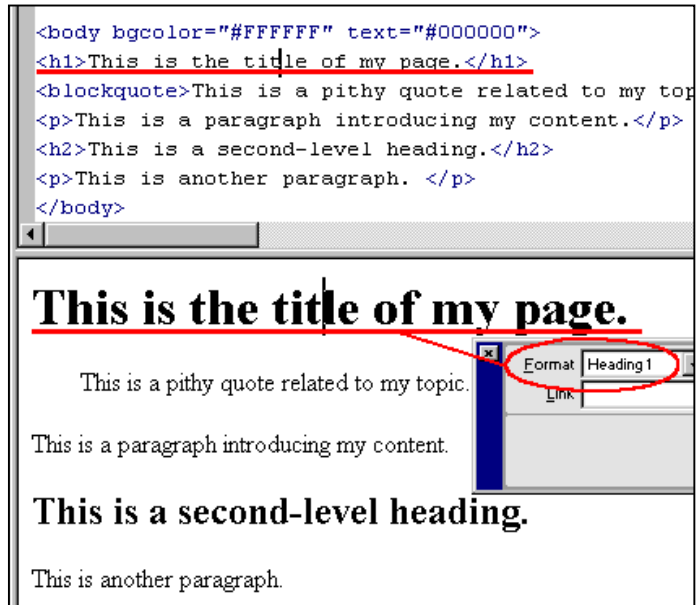 <body bgcolor="#FFFFFF" text="#000000">
<h1>This is the title of my page.</h1>
<blockquote>This is a pithy quote related to my top
<p>This is a paragraph introducing my content.</p>
<h2>This is a second-level heading.</h2>
<p>This is another paragraph. </p>
</body>
This is the title of my page.
Format Heading 1
Link
This is a pithy quote related to my topic.
This is a paragraph introducing my content.
This is a second-level heading.
This is another paragraph.